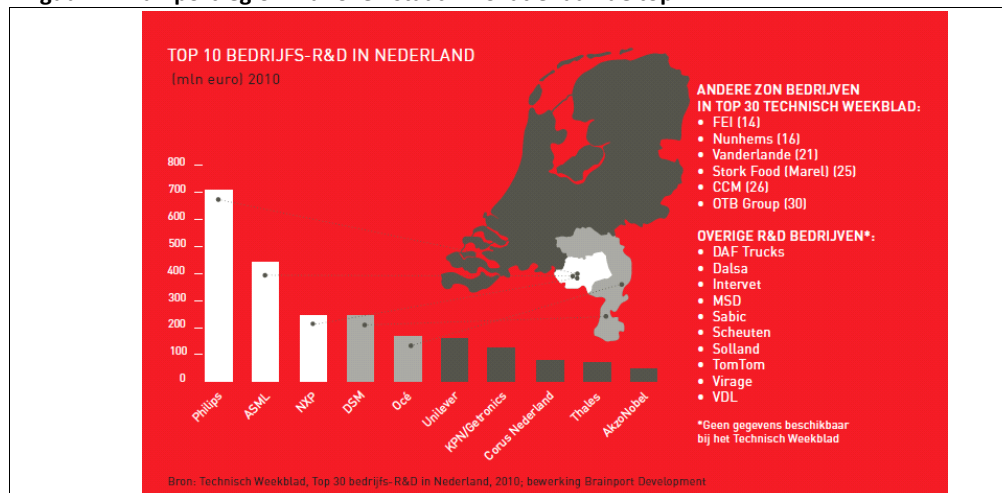 TOP 10 BEDRIJFS-R&D IN NEDERLAND
(mln euro) 2010
800
700
600
500
400
300
200
100
0
Philips
ASML
NXP
DSM
Océ
Unilever
KPN/Getronics
Corus Nederland
Thales
AkzoNobel
ANDERE ZON BEDRIJVEN
IN TOP 30 TECHNISCH WEEKBLAD:
• FEI (14)
• Nunhems (16)
• Vanderlande (21)
• Stork Food (Marel) (25)
• CCM (26)
• OTB Group (30)
OVERIGE R&D BEDRIJVEN*:
• DAF Trucks
• Dalsa
• Intervet
• MSD
• Sabic
• Scheuten
• Solland
• TomTom
• Virage
• VDL
*Geen gegevens beschikbaar
bij het Technisch Weekblad
Bron: Technisch Weekblad, Top 30 bedrijfs-R&D in Nederland, 2010; bewerking Brainport Development